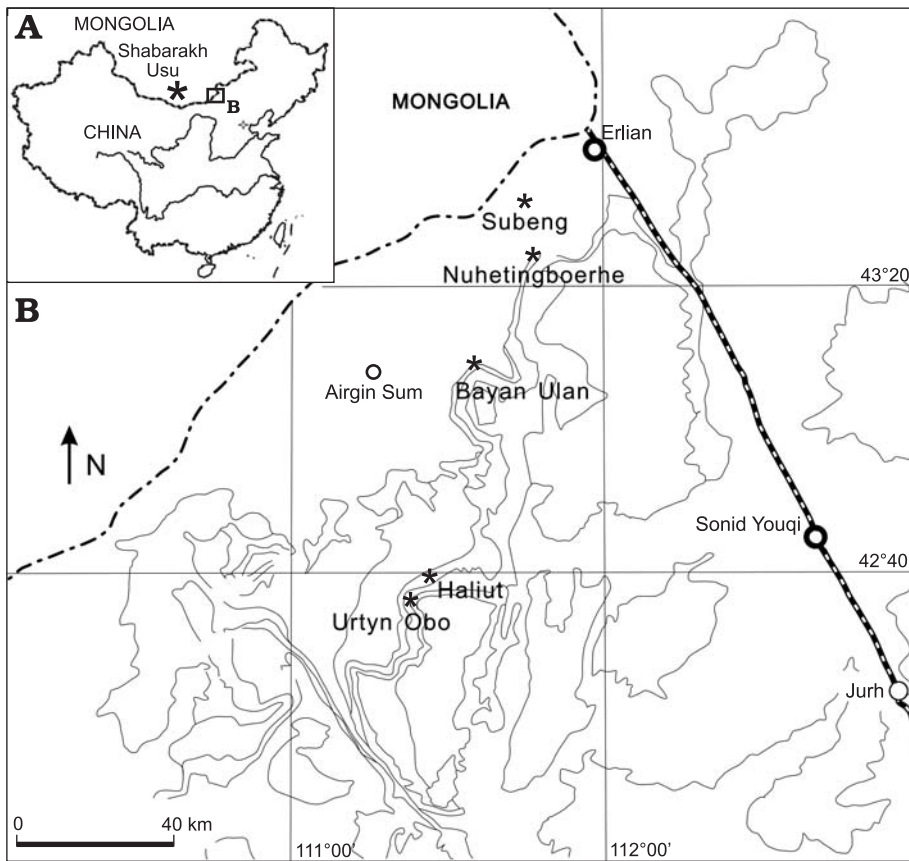 A
MONGOLIA
Shabarakh
Usu
B
CHINA
MONGOLIA
Erlian
Subeng
Nuhetingboerhe
43°20'
B
Airgin Sum
Bayan Ulan
N
Sonid Youqi
42°40'
Haliut
Urtyn Obo
Jurh
0 40 km
111°00'
112°00'